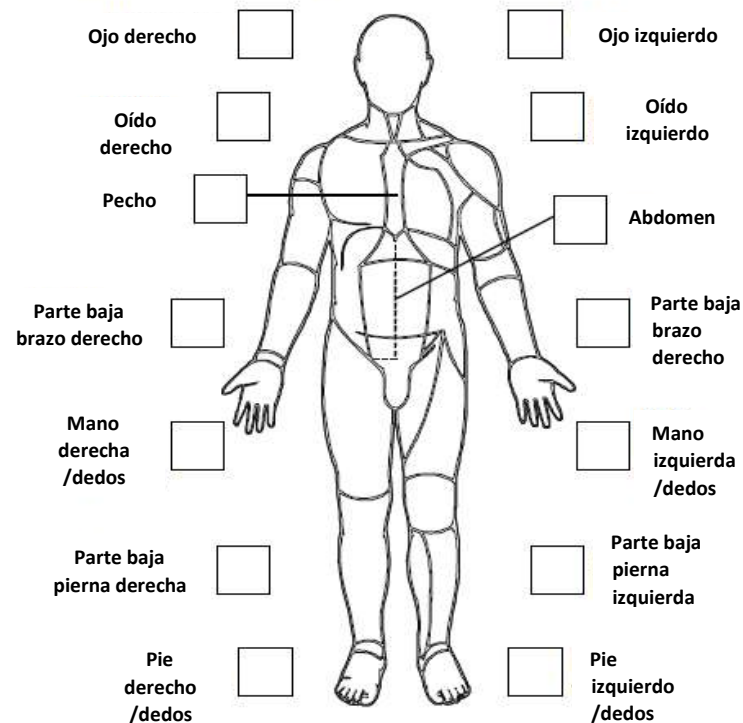 Ojo derecho
Ojo izquierdo
Oído
derecho
Oído
izquierdo
Pecho
Abdomen
Parte baja
brazo derecho
Parte baja
brazo
derecho
Mano
derecha
/dedos
Mano
izquierda
/dedos
Parte baja
pierna derecha
Parte baja
pierna
izquierda
Pie
derecho
/dedos
Pie
izquierdo
/dedos